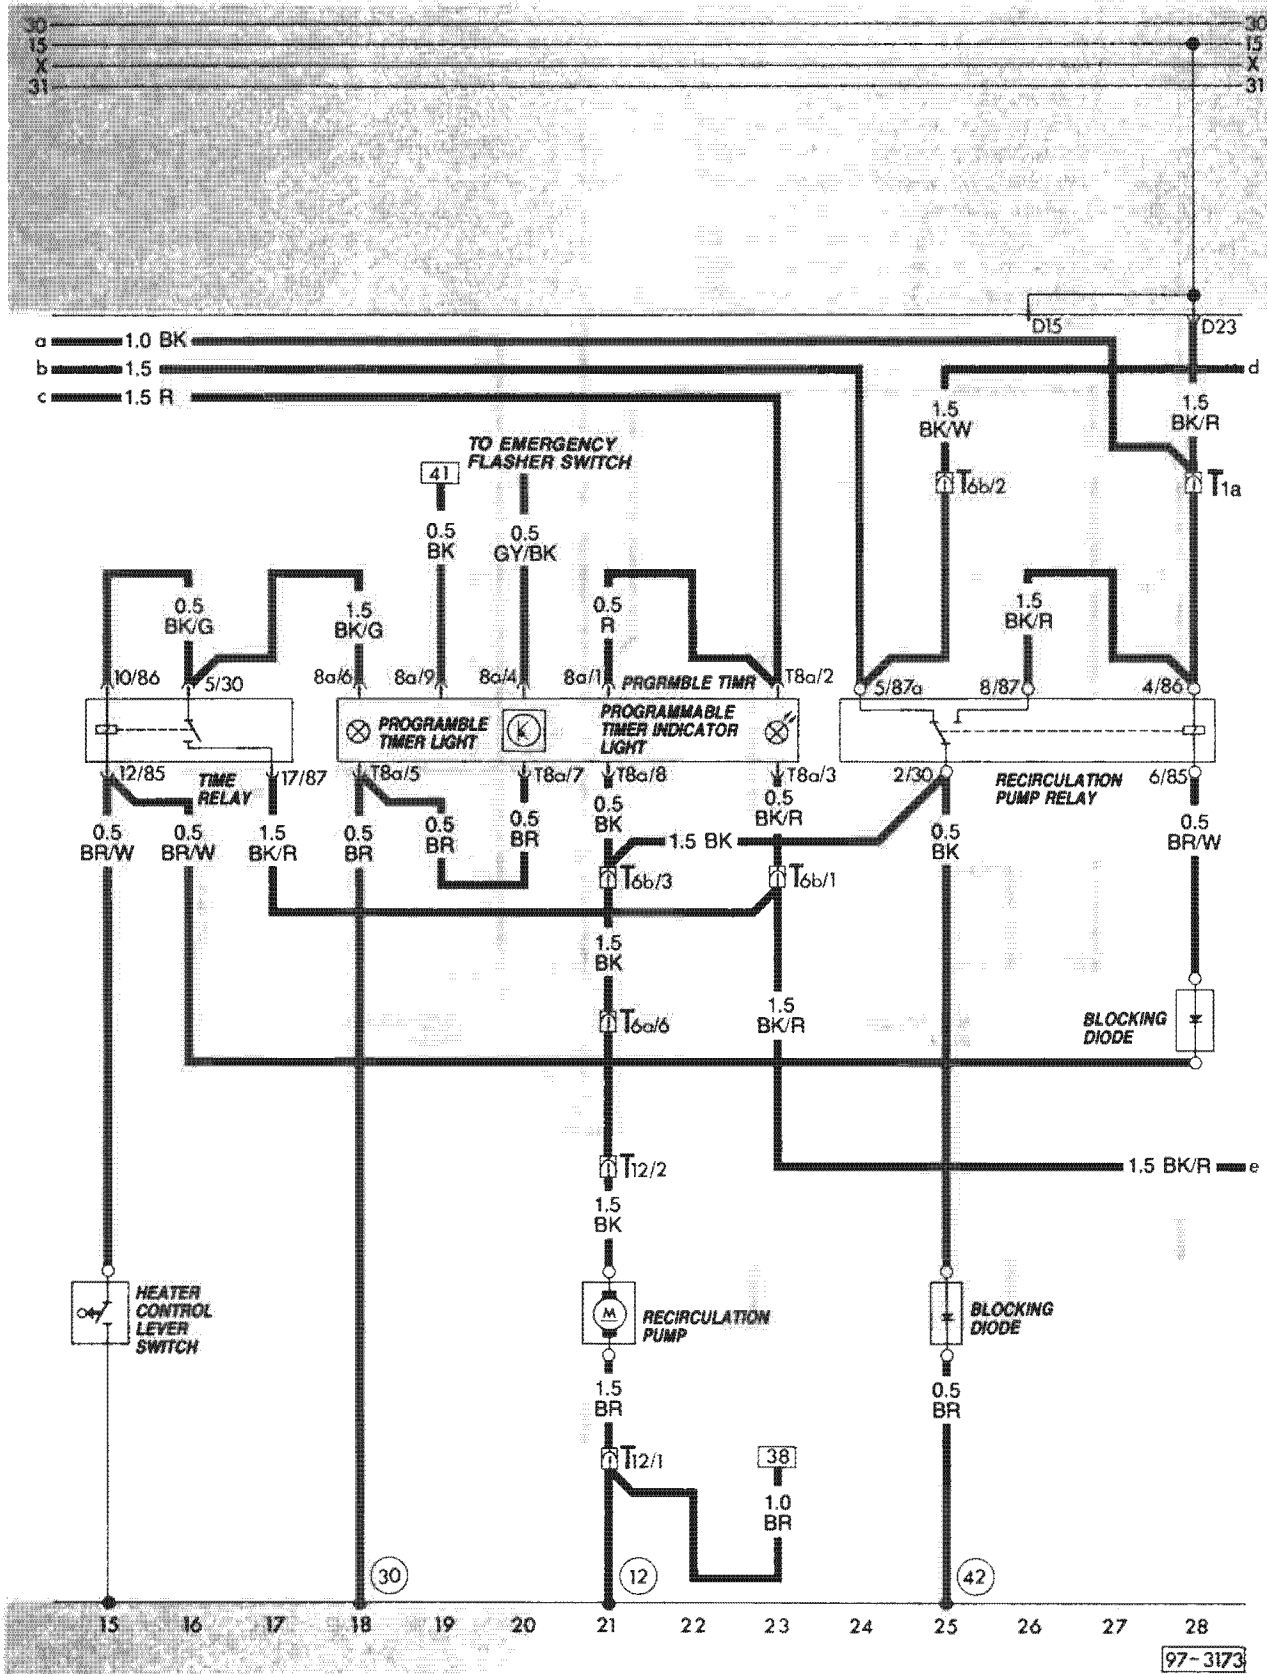 30 30
15 15
X X
31 31
D15 D23
a 1.0 BK
b 1.5 d
c 1.5 R
1.5
BK/W
1.5
BK/R
TO EMERGENCY
FLASHER SWITCH
41
T6b/2
T1a
0.5
BK
0.5
GY/BK
0.5
BK/G
1.5
BK/G
0.5
R
1.5
BK/R
10/86
5/30
8a/6
8a/9
8a/4
8a/1
PRGRMBLE TIMR
T8a/2
5/87a
8/87
4/86
PROGRAMBLE
TIMER LIGHT
PROGRAMMABLE
TIMER INDICATOR
LIGHT
12/85
TIME
RELAY
17/87
T8a/5
T8a/7
T8a/8
T8a/3
2/30
RECIRCULATION
PUMP RELAY
6/85
0.5
BR/W
0.5
BR/W
1.5
BK/R
0.5
BR
0.5
BR
0.5
BR
0.5
BK
0.5
BK/R
1.5 BK
0.5
BK
0.5
BR/W
T6b/3
T6b/1
1.5
BK
1.5
BK/R
T6a/6
BLOCKING
DIODE
T12/2
1.5 BK/R e
1.5
BK
HEATER
CONTROL
LEVER
SWITCH
M
RECIRCULATION
PUMP
BLOCKING
DIODE
1.5
BR
0.5
BR
T12/1
38
1.0
BR
30
12
42
15 16 17 18 19 20 21 22 23 24 25 26 27 28
97-3173